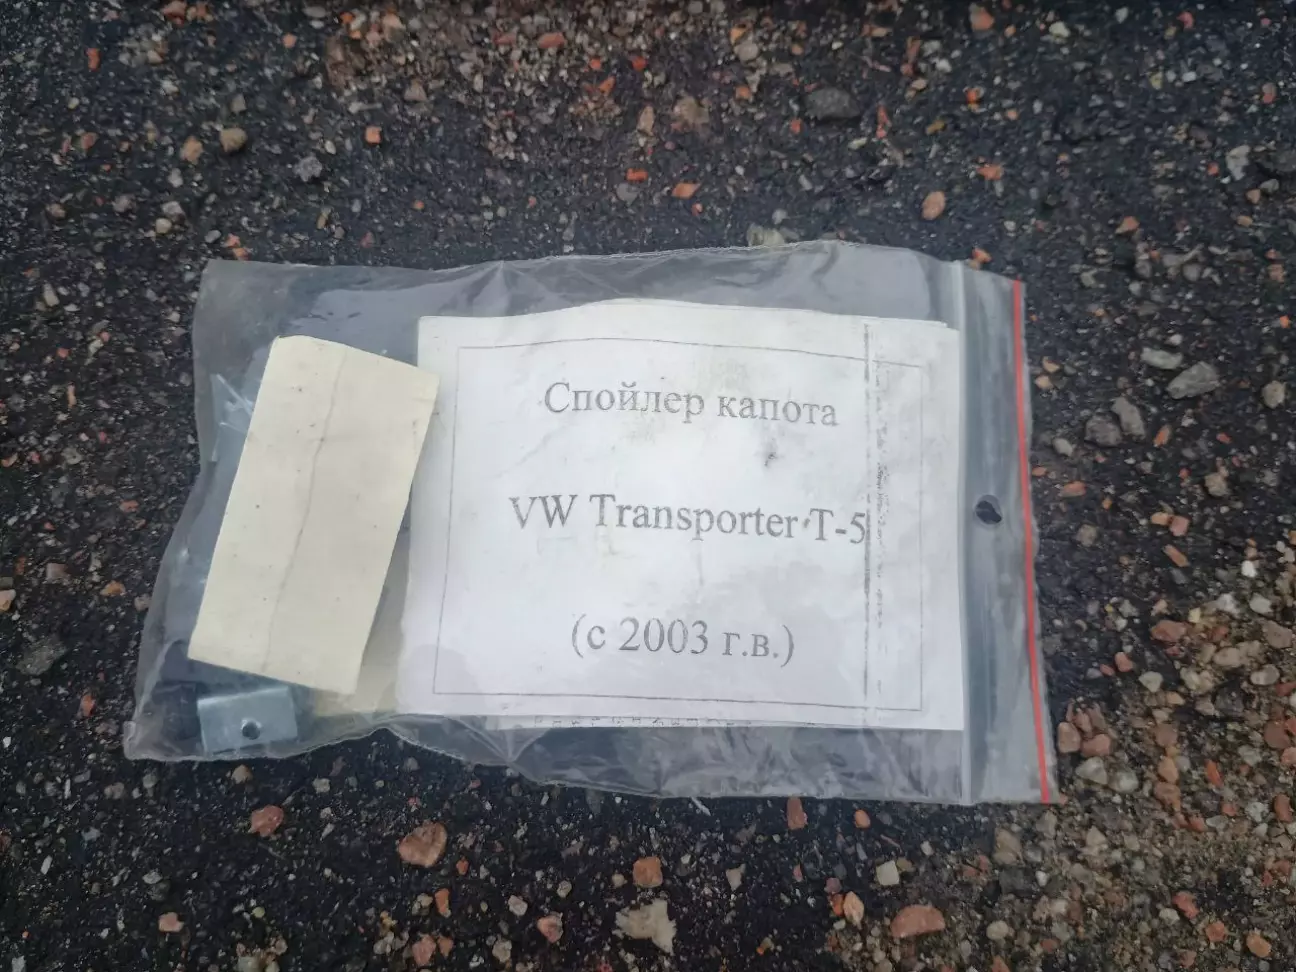 Спойлер капота
VW Transporter T-5
(с 2003 г.в.)